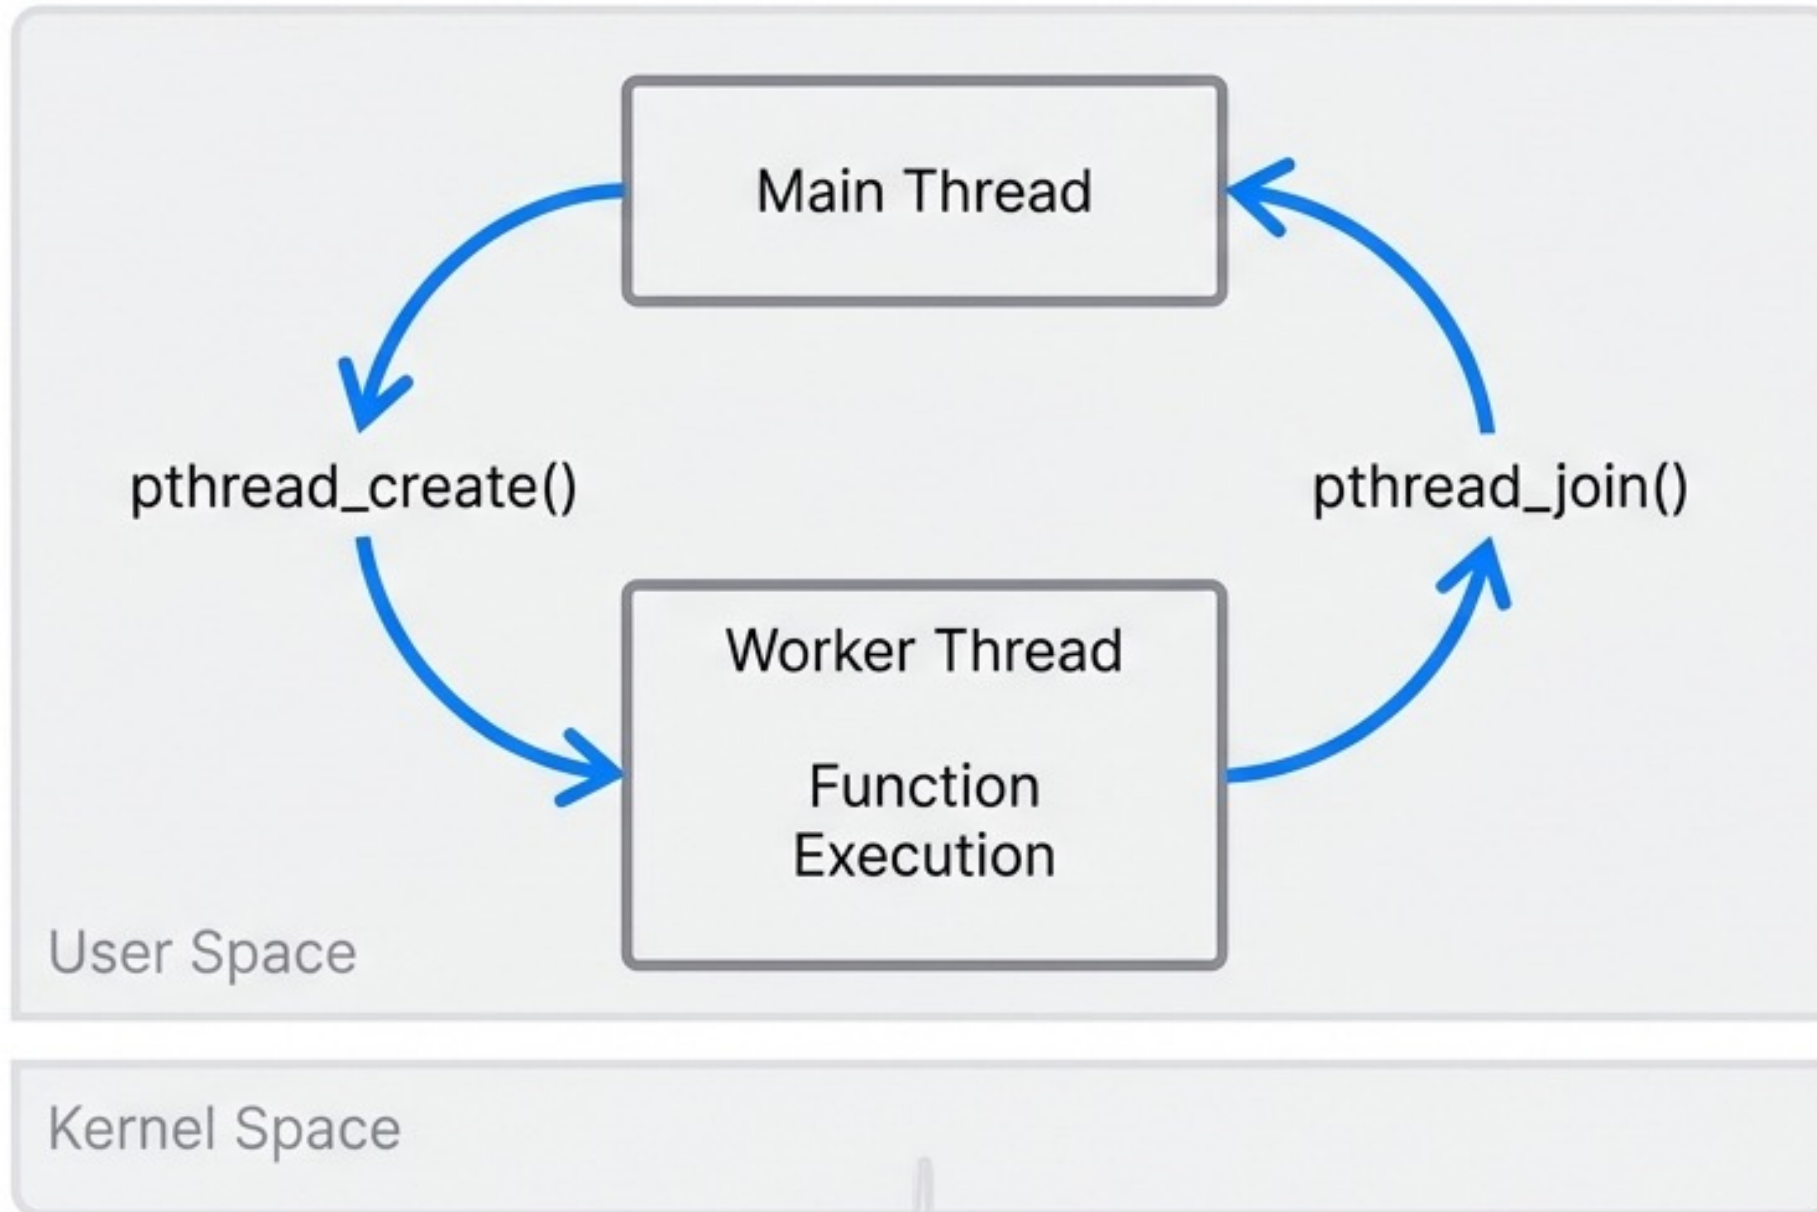 Main Thread
pthread_create()
pthread_join()
Worker Thread
Function
Execution
User Space
Kernel Space